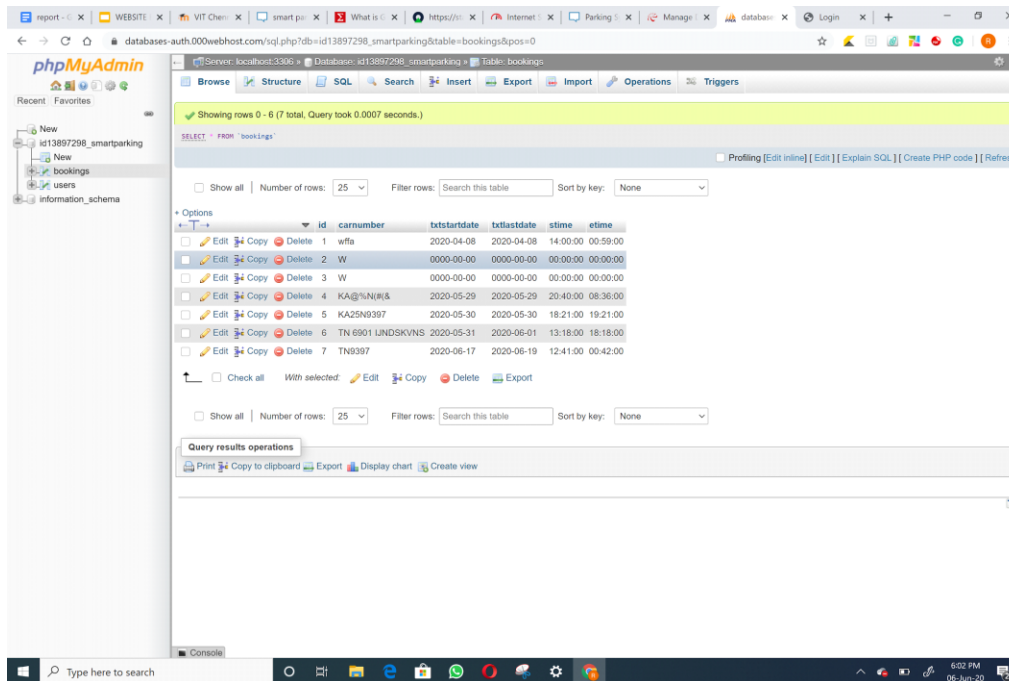 report - G
WEBSITE
VIT Chenn
smart pa
What is G
https://st
Internet S
Parking S
Manage
database
Login
databases-auth.000webhost.com/sql.php?db=id13897298_smartparking&table=bookings&pos=0
phpMyAdmin
Recent Favorites
New
id13897298_smartparking
New
bookings
users
information_schema
Server: localhost:3306 » Database: id13897298_smartparking » Table: bookings
Browse Structure SQL Search Insert Export Import Operations Triggers
Showing rows 0 - 6 (7 total, Query took 0.0007 seconds.)
SELECT * FROM `bookings`
Profiling [Edit inline] [ Edit ] [ Explain SQL ] [ Create PHP code ] [ Refres
Show all Number of rows: 25 Filter rows: Search this table Sort by key: None
+ Options
←T→ id carnumber txtstartdate txtlastdate stime etime
Edit Copy Delete 1 wffa 2020-04-08 2020-04-08 14:00:00 00:59:00
Edit Copy Delete 2 W 0000-00-00 0000-00-00 00:00:00 00:00:00
Edit Copy Delete 3 W 0000-00-00 0000-00-00 00:00:00 00:00:00
Edit Copy Delete 4 KA@%N(#(& 2020-05-29 2020-05-29 20:40:00 08:36:00
Edit Copy Delete 5 KA25N9397 2020-05-30 2020-05-30 18:21:00 19:21:00
Edit Copy Delete 6 TN 6901 IJNDSKVNS 2020-05-31 2020-06-01 13:18:00 18:18:00
Edit Copy Delete 7 TN9397 2020-06-17 2020-06-19 12:41:00 00:42:00
Check all With selected: Edit Copy Delete Export
Show all Number of rows: 25 Filter rows: Search this table Sort by key: None
Query results operations
Print Copy to clipboard Export Display chart Create view
Console
Type here to search
6:02 PM
06-Jun-20